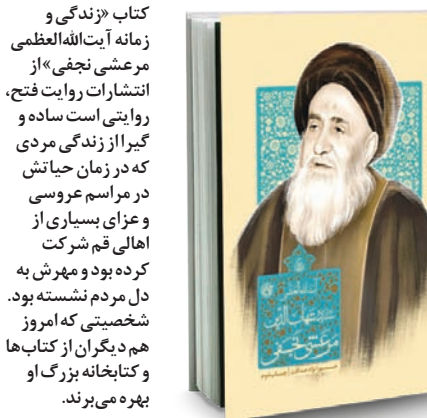 کتاب «زندگی و
زمانه آیت‌الله‌العظمی
مرعشی نجفی» از
انتشارات روایت فتح،
روایتی است ساده و
گیرا از زندگی مردی
که در زمان حیاتش
در مراسم عروسی
و عزای بسیاری از
اهالی قم شرکت
کرده بود و مهرش به
دل مردم نشسته بود.
شخصیتی که امروز
هم دیگران از کتاب‌ها
و کتابخانه بزرگ او
بهره می‌برند.
مرعشی نجفی